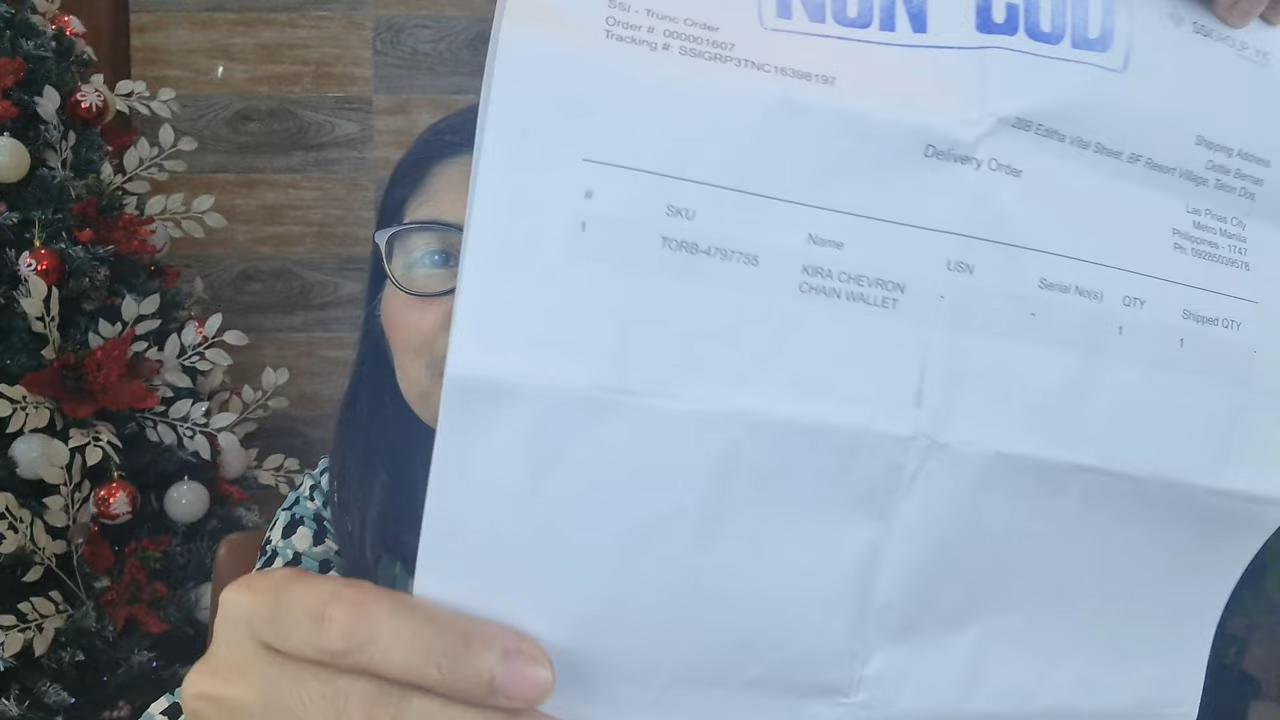 NON COD
SSI - Trunc Order
Order # 000001607
Tracking #: SSIGRP3TNC16398197
Shipping Address
20B Editha Vital Street, BF Resort Village, Talon Dos,
Las Pinas City
Metro Manila
Philippines - 1747
Ph: 09285039578
Delivery Order
# SKU Name USN Serial No(s) QTY Shipped QTY
1 TORB-4797755 KIRA CHEVRON - - 1 1
CHAIN WALLET